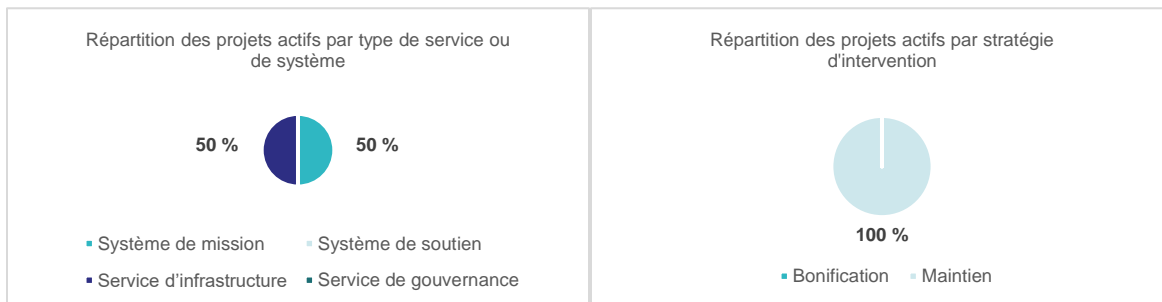 Répartition des projets actifs par type de service ou
de système
50 %
50 %
Système de mission
Système de soutien
Service d'infrastructure
Service de gouvernance
Répartition des projets actifs par stratégie
d'intervention
100 %
Bonification
Maintien